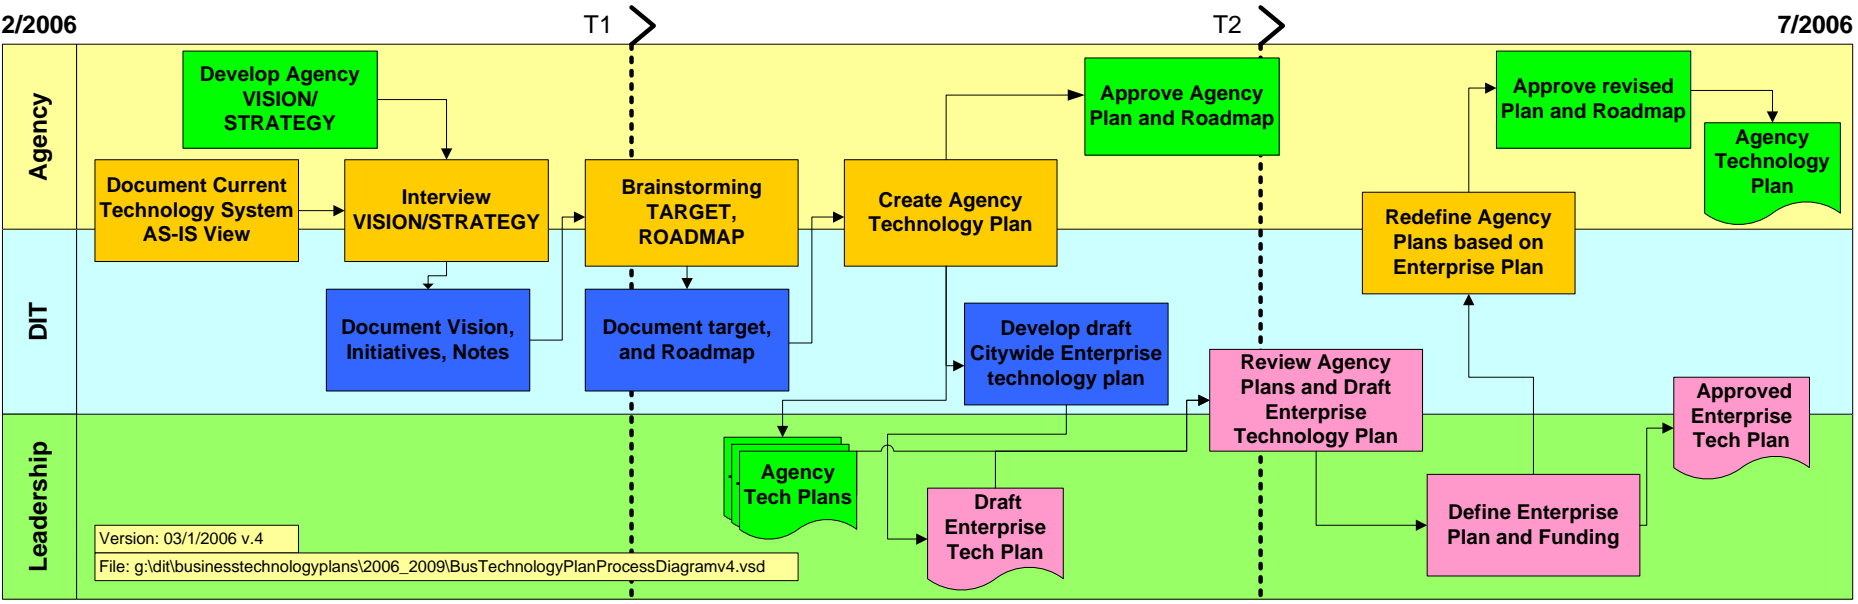 2/2006
T1
T2
7/2006
Agency
Develop Agency
VISION/
STRATEGY
Document Current
Technology System
AS-IS View
Interview
VISION/STRATEGY
Brainstorming
TARGET,
ROADMAP
Create Agency
Technology Plan
Approve Agency
Plan and Roadmap
Redefine Agency
Plans based on
Enterprise Plan
Approve revised
Plan and Roadmap
Agency
Technology
Plan
DIT
Document Vision,
Initiatives, Notes
Document target,
and Roadmap
Develop draft
Citywide Enterprise
technology plan
Review Agency
Plans and Draft
Enterprise
Technology Plan
Approved
Enterprise
Tech Plan
Leadership
Agency
Tech Plans
Draft
Enterprise
Tech Plan
Define Enterprise
Plan and Funding
Version: 03/1/2006 v.4
File: g:\dit\businesstechnologyplans\2006_2009\BusTechnologyPlanProcessDiagramv4.vsd